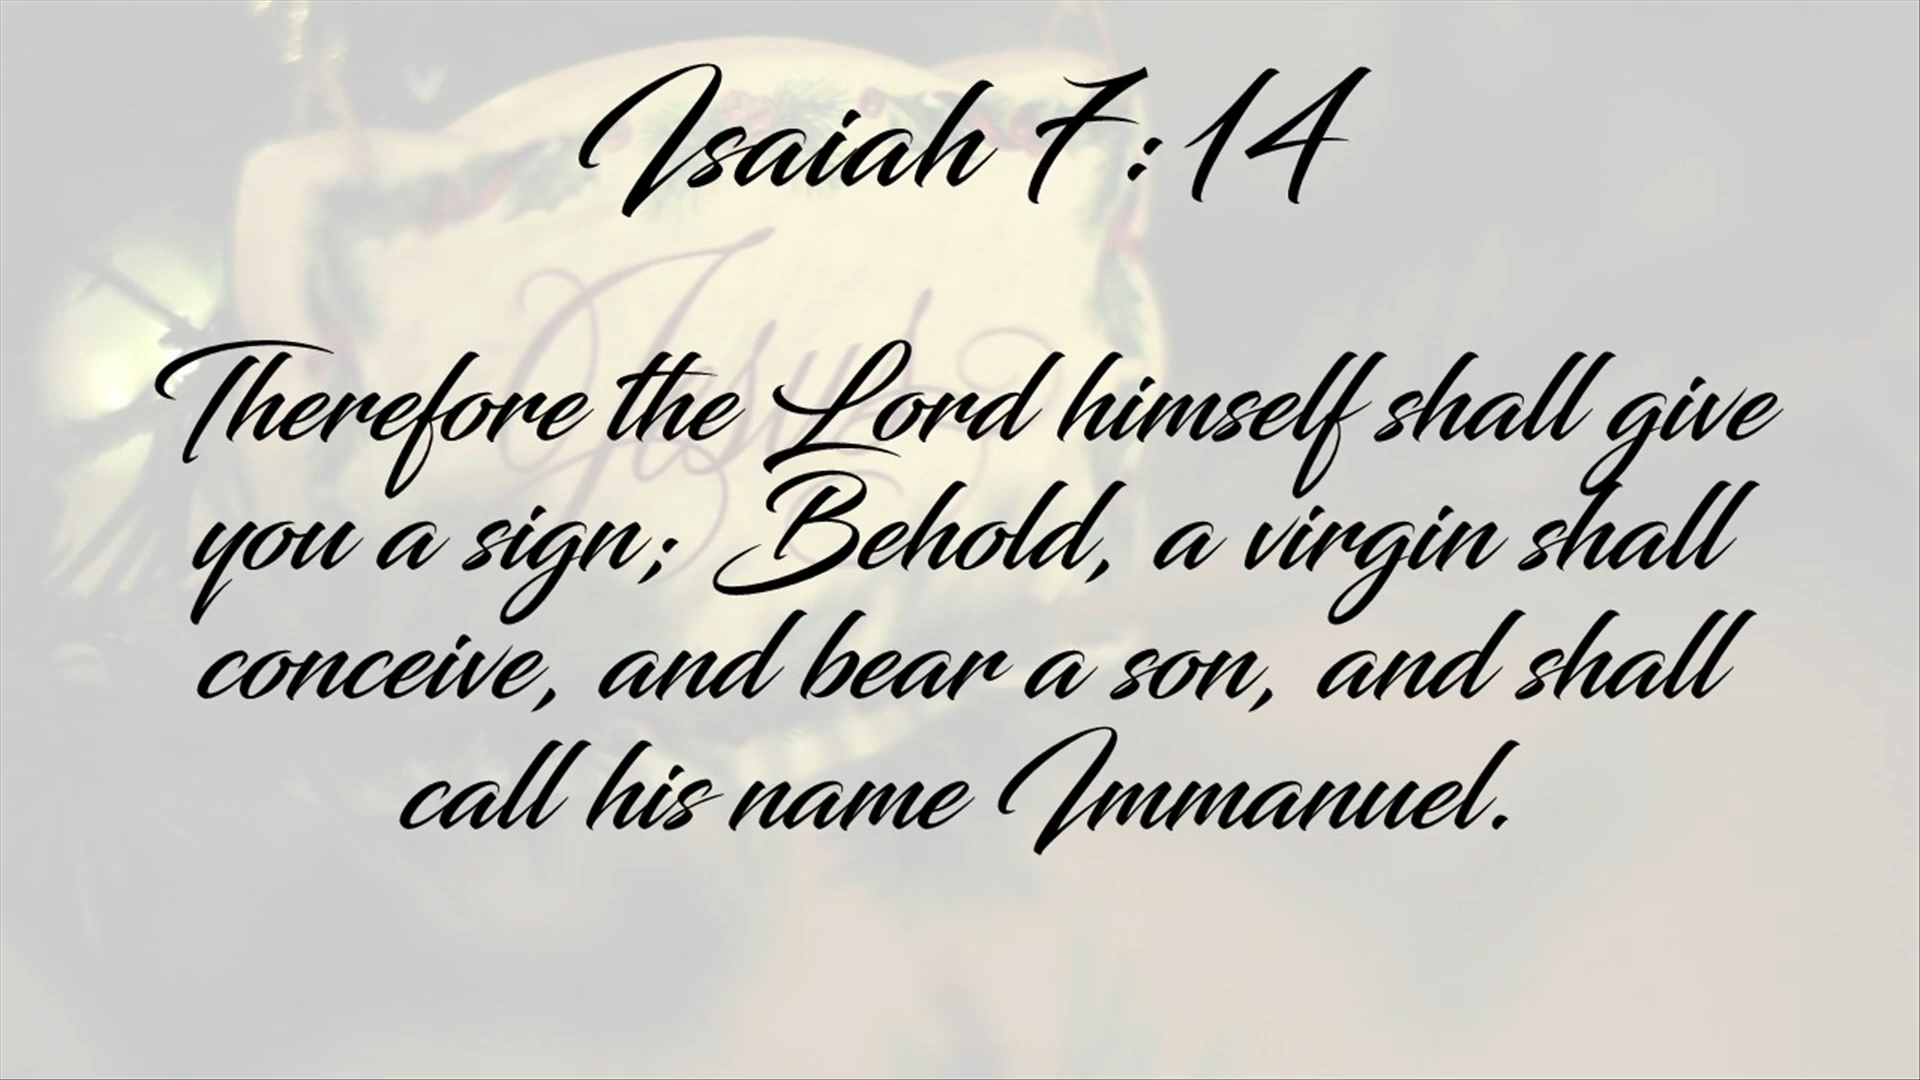 Isaiah 7:14
Jesus
Therefore the Lord himself shall give
you a sign; Behold, a virgin shall
conceive, and bear a son, and shall
call his name Immanuel.